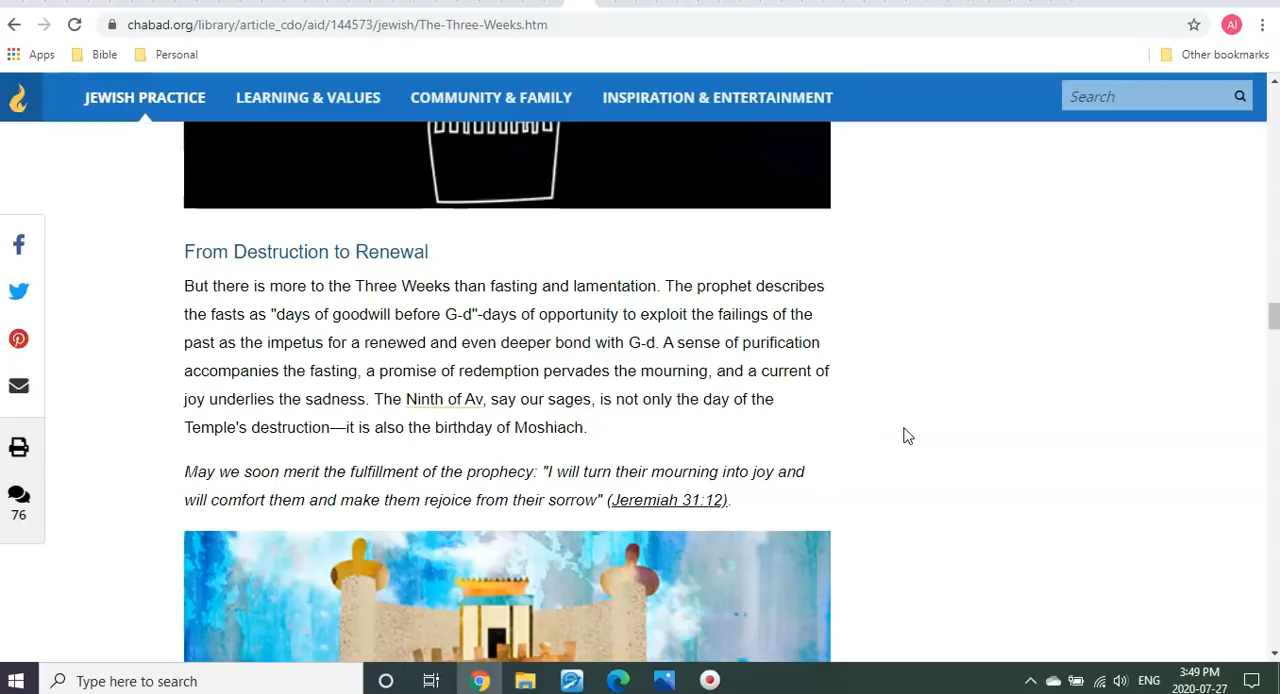 chabad.org/library/article_cdo/aid/144573/jewish/The-Three-Weeks.htm
AI
Apps
Bible
Personal
Other bookmarks
JEWISH PRACTICE
LEARNING & VALUES
COMMUNITY & FAMILY
INSPIRATION & ENTERTAINMENT
Search
From Destruction to Renewal
But there is more to the Three Weeks than fasting and lamentation. The prophet describes
the fasts as "days of goodwill before G-d"-days of opportunity to exploit the failings of the
past as the impetus for a renewed and even deeper bond with G-d. A sense of purification
accompanies the fasting, a promise of redemption pervades the mourning, and a current of
joy underlies the sadness. The Ninth of Av, say our sages, is not only the day of the
Temple's destruction—it is also the birthday of Moshiach.
May we soon merit the fulfillment of the prophecy: "I will turn their mourning into joy and
will comfort them and make them rejoice from their sorrow" (Jeremiah 31:12).
76
Type here to search
ENG
3:49 PM
2020-07-27